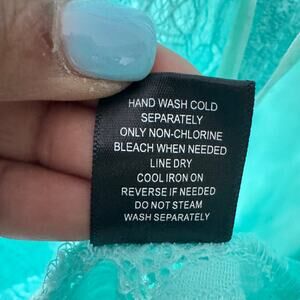 HAND WASH COLD
SEPARATELY
ONLY NON-CHLORINE
BLEACH WHEN NEEDED
LINE DRY
COOL IRON ON
REVERSE IF NEEDED
DO NOT STEAM
WASH SEPARATELY